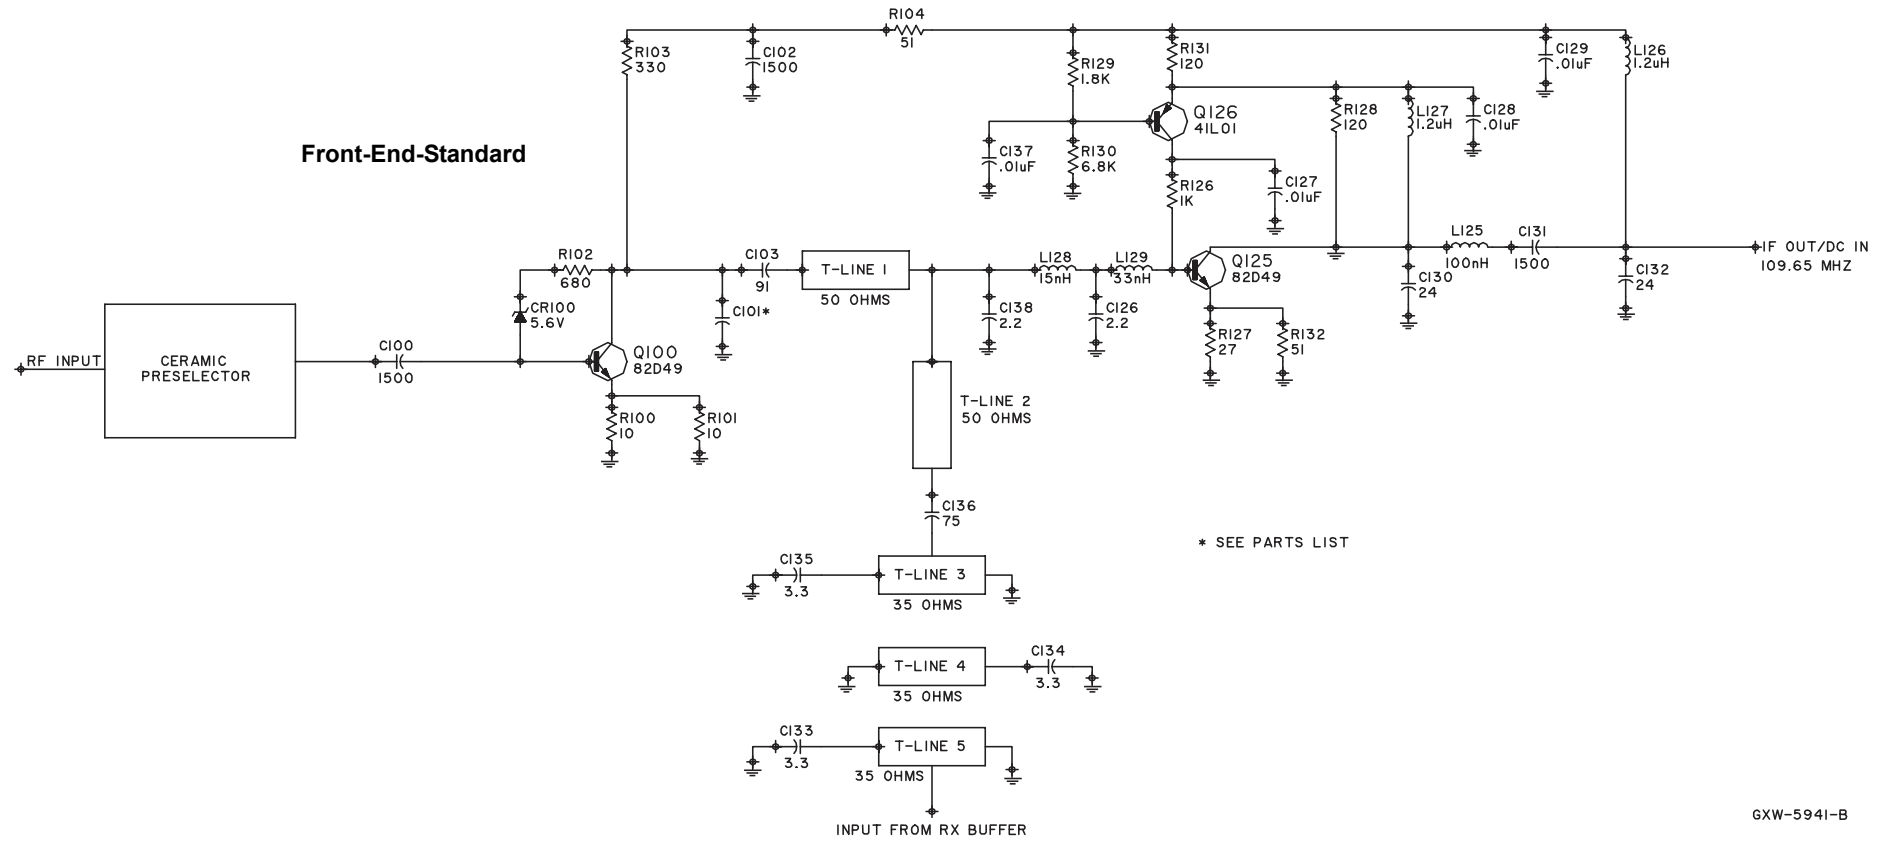 R104
51
R103
330
C102
1500
R129
1.8K
R131
120
C129
.01uF
L126
1.2uH
Front-End-Standard
Q126
41L01
R128
120
L127
1.2uH
C128
.01uF
C137
.01uF
R130
6.8K
R126
1K
C127
.01uF
R102
680
C103
91
T-LINE 1
50 OHMS
L128
15nH
L129
33nH
Q125
82D49
L125
100nH
C131
1500
IF OUT/DC IN
109.65 MHZ
CR100
5.6V
C101*
C138
2.2
C126
2.2
C130
24
C132
24
R127
27
R132
51
RF INPUT
CERAMIC
PRESELECTOR
C100
1500
Q100
82D49
R100
10
R101
10
T-LINE 2
50 OHMS
C136
75
* SEE PARTS LIST
C135
3.3
T-LINE 3
35 OHMS
T-LINE 4
35 OHMS
C134
3.3
C133
3.3
T-LINE 5
35 OHMS
INPUT FROM RX BUFFER
GXW-5941-B